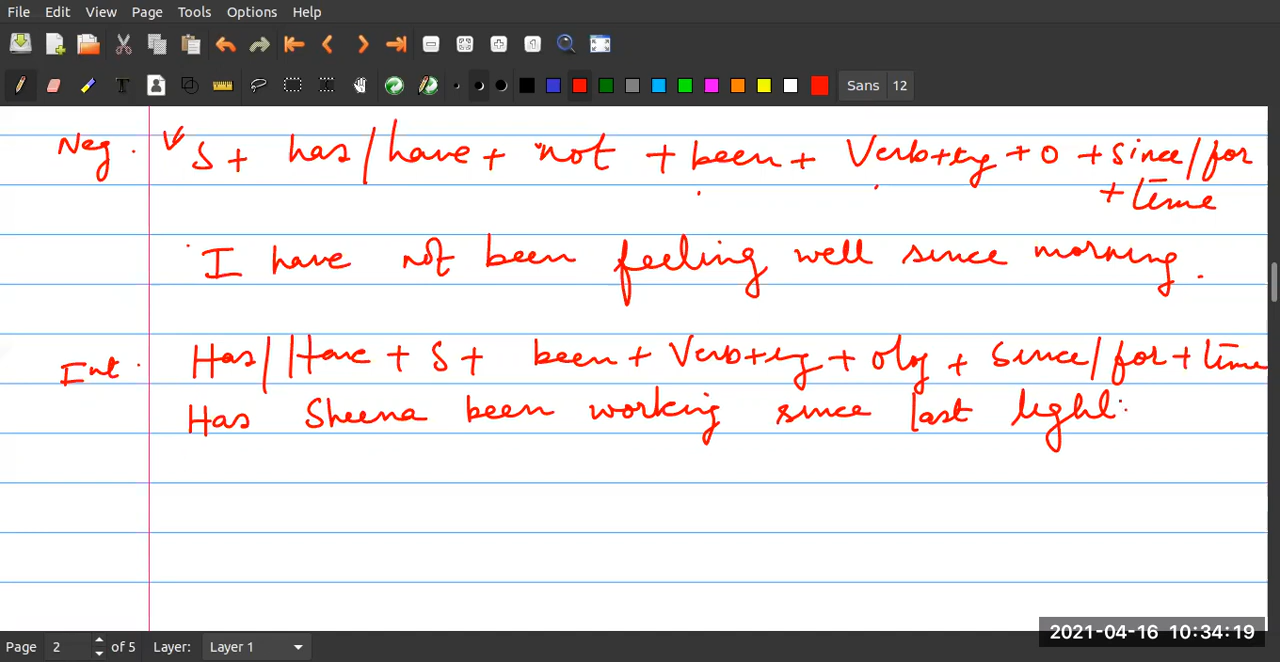 File Edit View Page Tools Options Help
Sans 12
Neg. S + has/have + not + been + Verb+ing + O + since/for
+ time
I have not been feeling well since morning.
Int. Has/Have + S + been + Verb+ing + obj + Since/for + time
Has Sheena been working since last
Page 2 of 5 Layer: Layer 1
2021-04-16 10:34:19